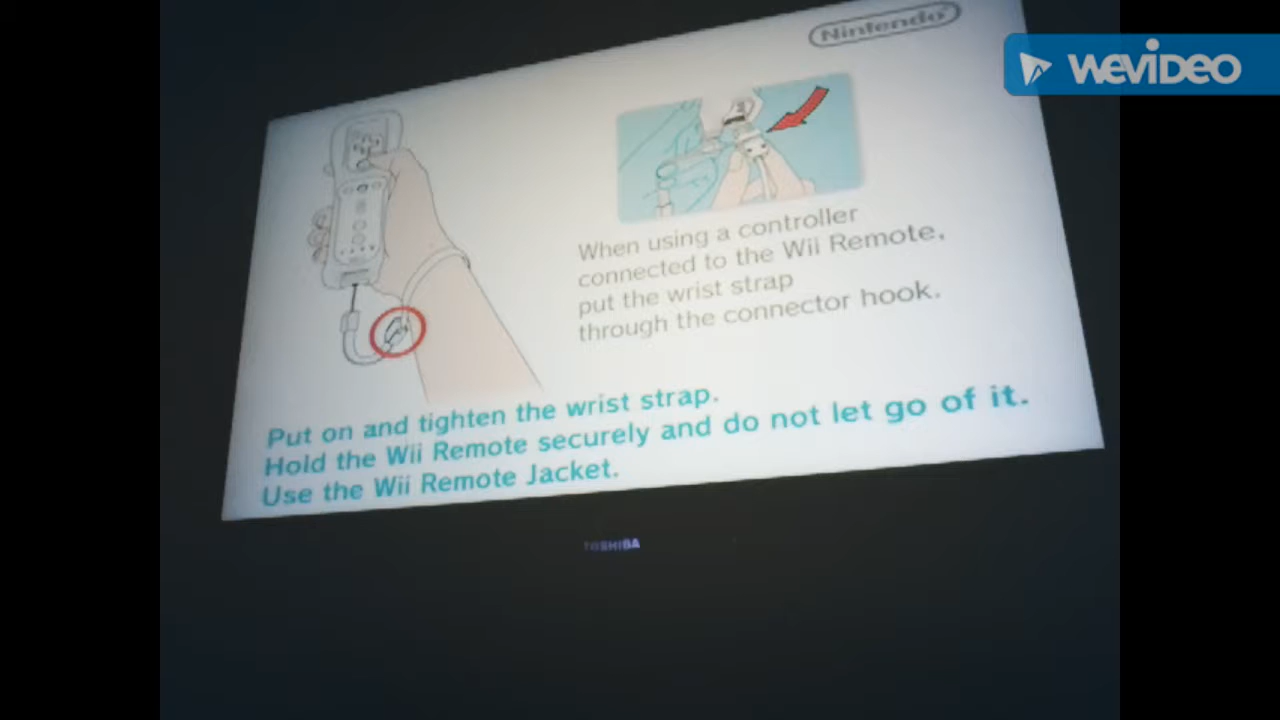 Nintendo
WEVIDEO
When using a controller
connected to the Wii Remote,
put the wrist strap
through the connector hook.
Put on and tighten the wrist strap.
Hold the Wii Remote securely and do not let go of it.
Use the Wii Remote Jacket.
TOSHIBA